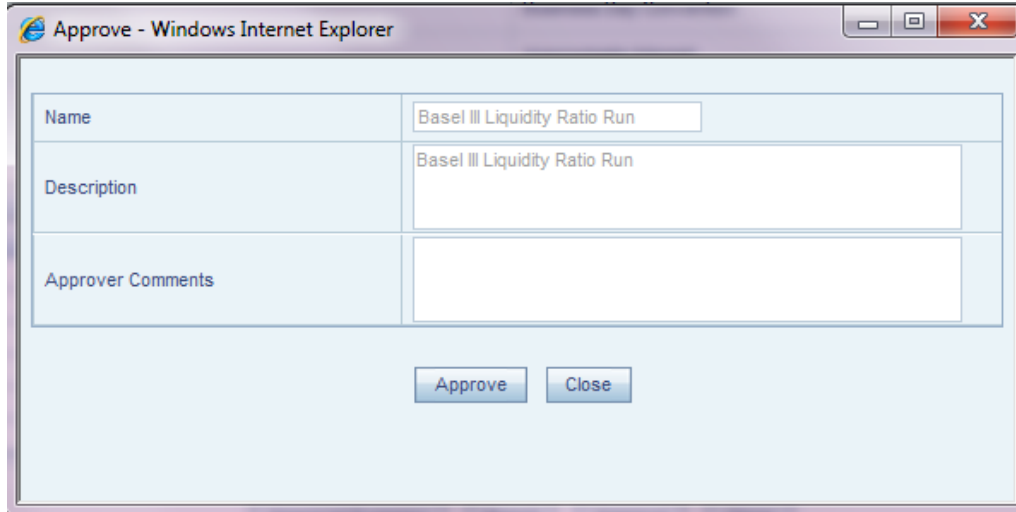 Approve - Windows Internet Explorer
Name
Basel III Liquidity Ratio Run
Description
Basel III Liquidity Ratio Run
Approver Comments
Approve
Close